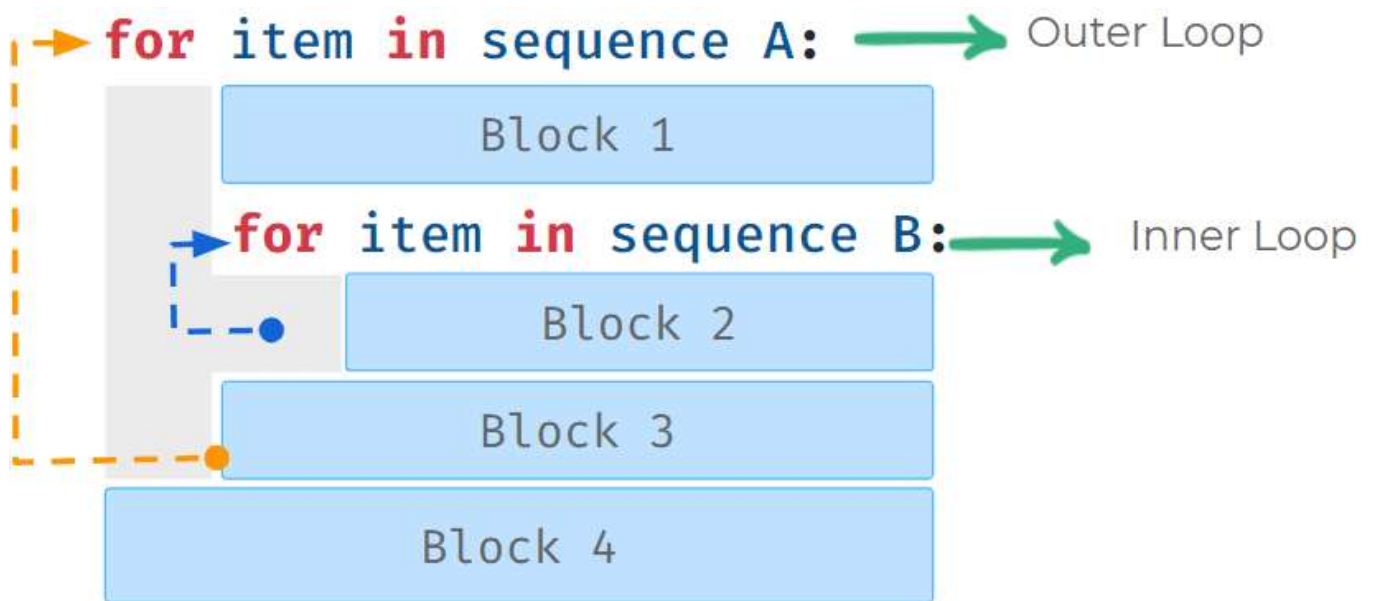 for item in sequence A: Outer Loop
Block 1
for item in sequence B: Inner Loop
Block 2
Block 3
Block 4